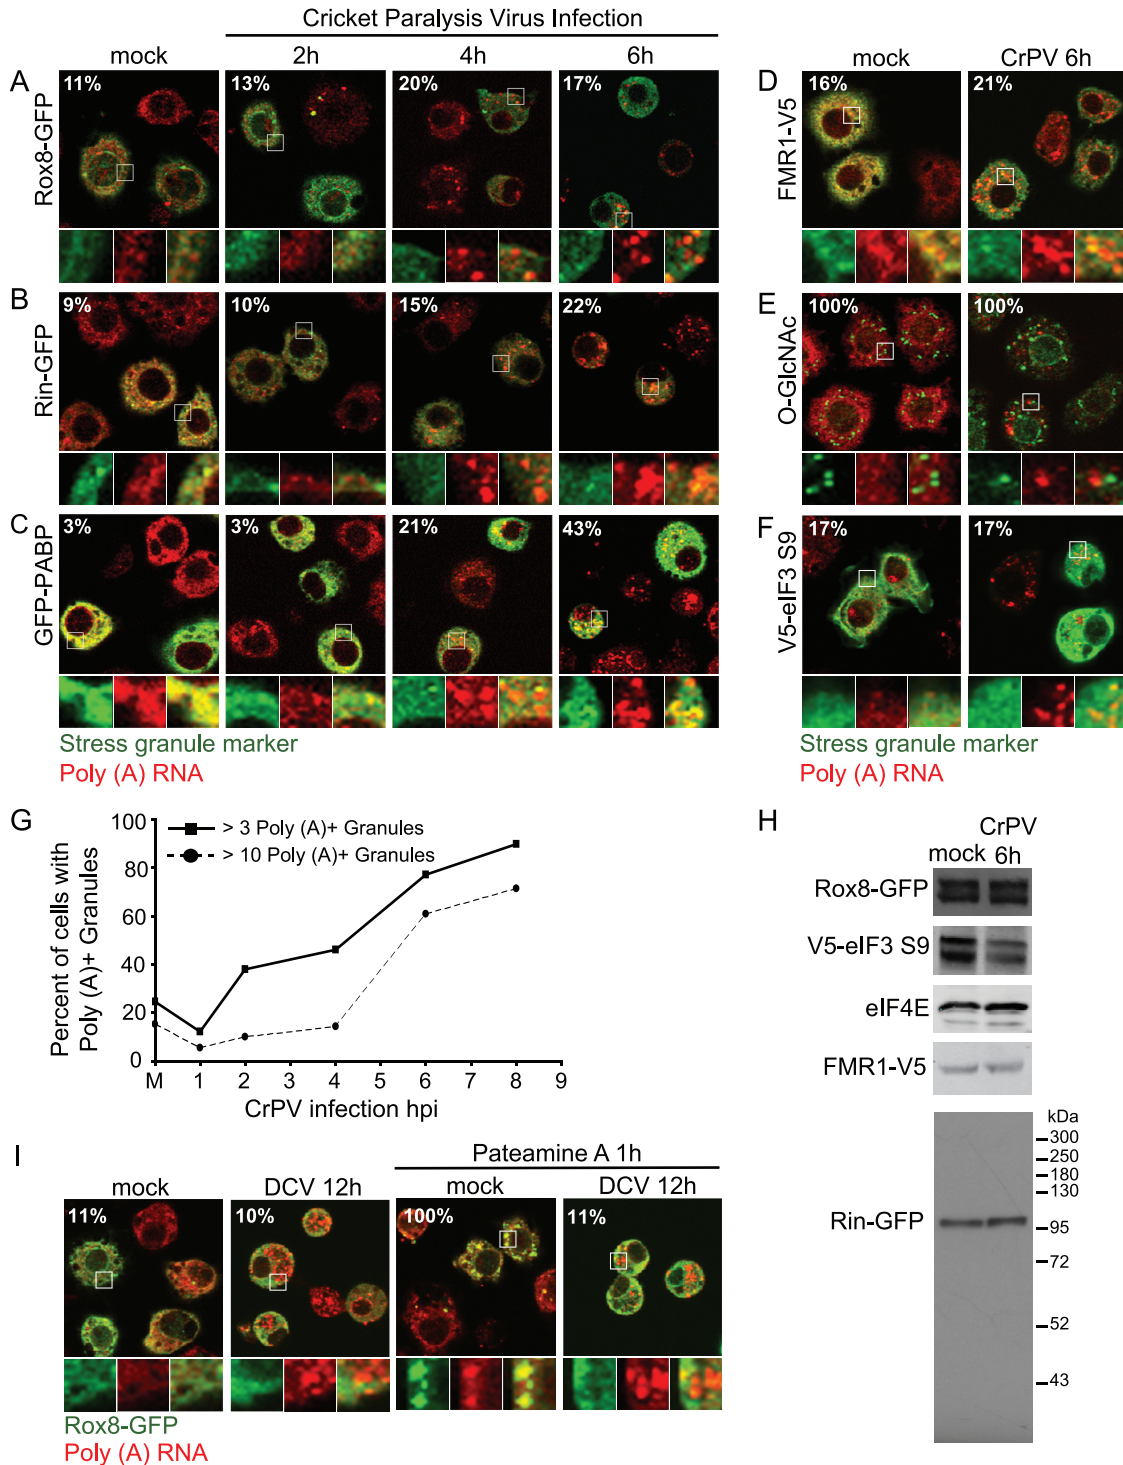 Cricket Paralysis Virus Infection
mock 2h 4h 6h
mock CrPV 6h
A
Rox8-GFP
11% 13% 20% 17%
D
FMR1-V5
16% 21%
B
Rin-GFP
9% 10% 15% 22%
E
O-GlcNAc
100% 100%
C
GFP-PABP
3% 3% 21% 43%
F
V5-eIF3 S9
17% 17%
Stress granule marker
Poly (A) RNA
Stress granule marker
Poly (A) RNA
G
Percent of cells with
Poly (A)+ Granules
100
80
60
40
20
0
> 3 Poly (A)+ Granules
> 10 Poly (A)+ Granules
M 1 2 3 4 5 6 7 8 9
CrPV infection hpi
H
CrPV
mock 6h
Rox8-GFP
V5-eIF3 S9
eIF4E
FMR1-V5
Rin-GFP
kDa
300
250
180
130
95
72
52
43
I
Pateamine A 1h
mock DCV 12h mock DCV 12h
11% 10% 100% 11%
Rox8-GFP
Poly (A) RNA